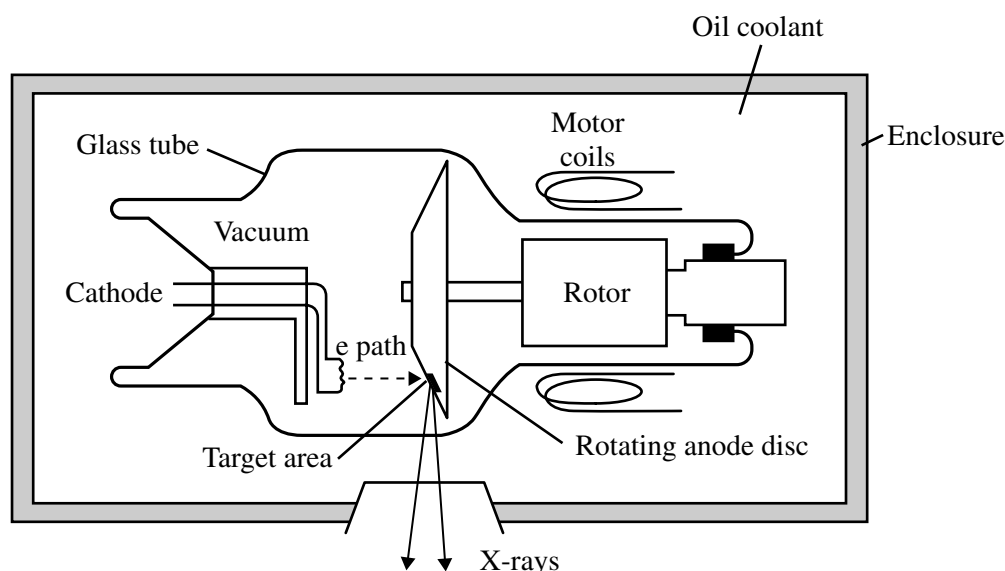 Oil coolant
Motor
coils
Enclosure
Glass tube
Vacuum
Cathode
Rotor
e path
Rotating anode disc
Target area
X-rays